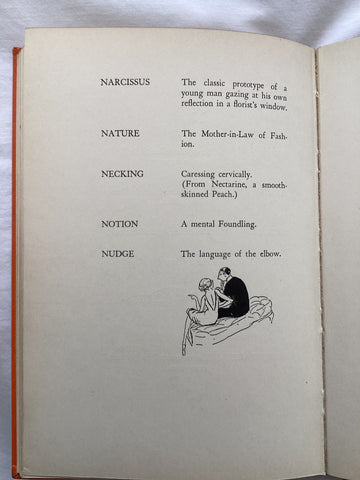 NARCISSUS The classic prototype of a
young man gazing at his own
reflection in a florist's window.
NATURE The Mother-in-Law of Fash-
ion.
NECKING Caressing cervically.
(From Nectarine, a smooth-
skinned Peach.)
NOTION A mental Foundling.
NUDGE The language of the elbow.